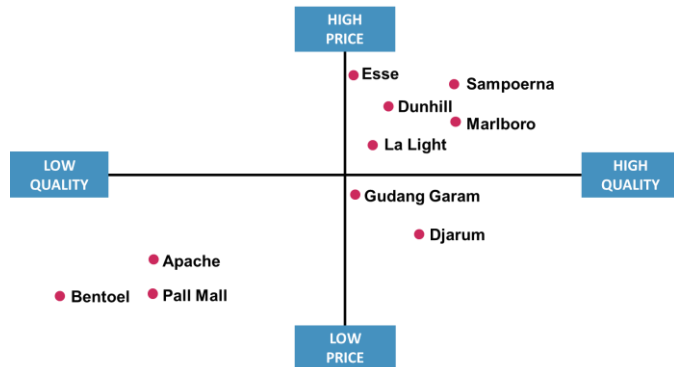 HIGH
PRICE
Esse
Sampoerna
Dunhill
Marlboro
La Light
LOW
QUALITY
HIGH
QUALITY
Gudang Garam
Djarum
Apache
Bentoel
Pall Mall
LOW
PRICE